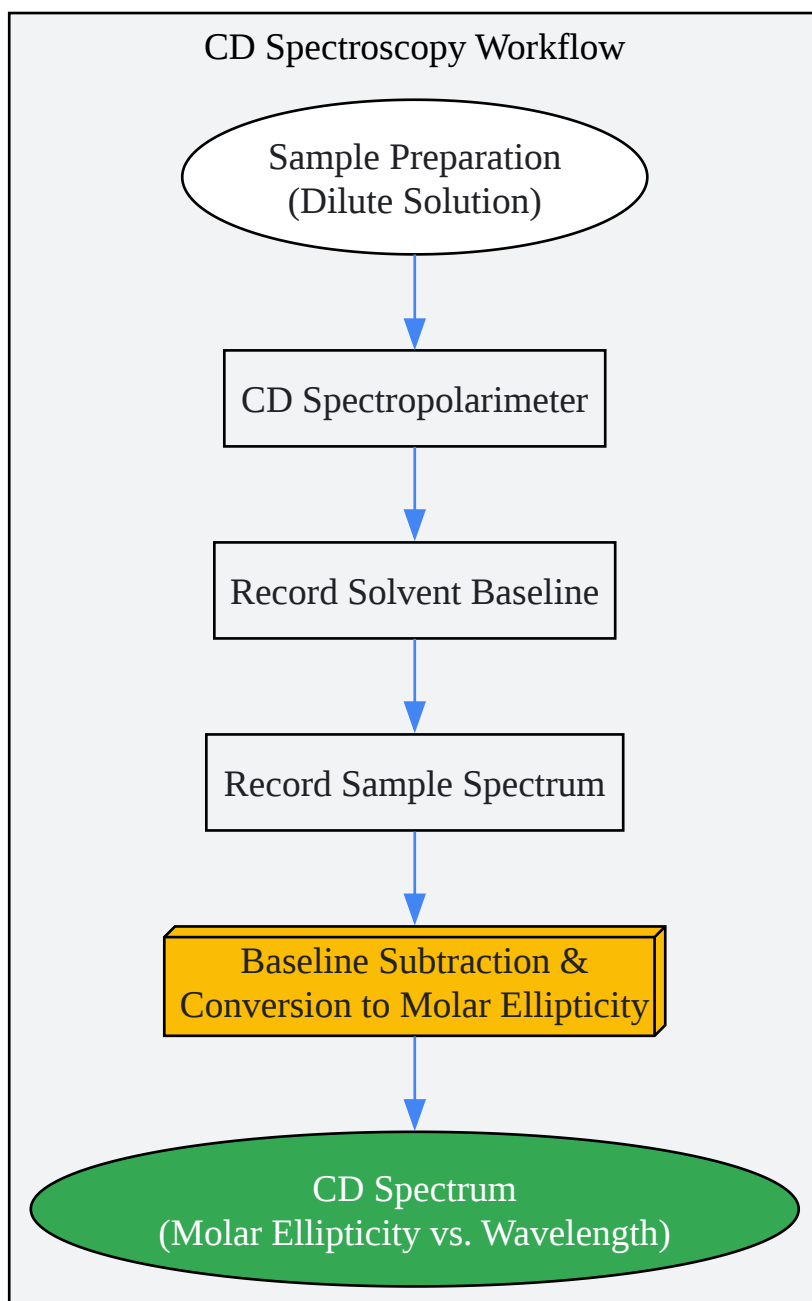 CD Spectroscopy Workflow
Sample Preparation
(Dilute Solution)
CD Spectropolarimeter
Record Solvent Baseline
Record Sample Spectrum
Baseline Subtraction &
Conversion to Molar Ellipticity
CD Spectrum
(Molar Ellipticity vs. Wavelength)